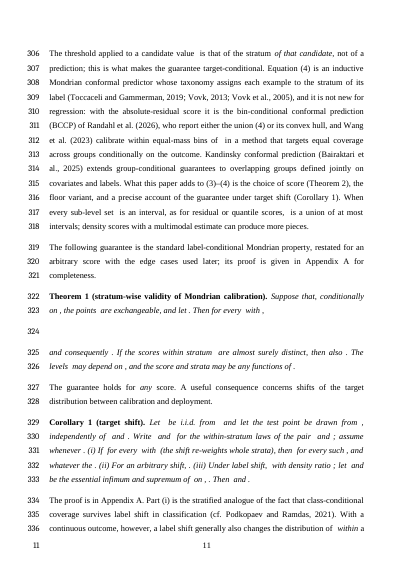 306 The threshold applied to a candidate value is that of the stratum of that candidate, not of a
307 prediction; this is what makes the guarantee target-conditional. Equation (4) is an inductive
308 Mondrian conformal predictor whose taxonomy assigns each example to the stratum of its
309 label (Toccaceli and Gammerman, 2019; Vovk, 2013; Vovk et al., 2005), and it is not new for
310 regression: with the absolute-residual score it is the bin-conditional conformal prediction
311 (BCCP) of Randahl et al. (2026), who report either the union (4) or its convex hull, and Wang
312 et al. (2023) calibrate within equal-mass bins of in a method that targets equal coverage
313 across groups conditionally on the outcome. Kandinsky conformal prediction (Bairaktari et
314 al., 2025) extends group-conditional guarantees to overlapping groups defined jointly on
315 covariates and labels. What this paper adds to (3)–(4) is the choice of score (Theorem 2), the
316 floor variant, and a precise account of the guarantee under target shift (Corollary 1). When
317 every sub-level set is an interval, as for residual or quantile scores, is a union of at most
318 intervals; density scores with a multimodal estimate can produce more pieces.
319 The following guarantee is the standard label-conditional Mondrian property, restated for an
320 arbitrary score with the edge cases used later; its proof is given in Appendix A for
321 completeness.
322 Theorem 1 (stratum-wise validity of Mondrian calibration). Suppose that, conditionally
323 on , the points are exchangeable, and let . Then for every with ,
324
325 and consequently . If the scores within stratum are almost surely distinct, then also . The
326 levels may depend on , and the score and strata may be any functions of .
327 The guarantee holds for any score. A useful consequence concerns shifts of the target
328 distribution between calibration and deployment.
329 Corollary 1 (target shift). Let be i.i.d. from and let the test point be drawn from ,
330 independently of and . Write and for the within-stratum laws of the pair and ; assume
331 whenever . (i) If for every with (the shift re-weights whole strata), then for every such , and
332 whatever the . (ii) For an arbitrary shift, . (iii) Under label shift, with density ratio ; let and
333 be the essential infimum and supremum of on , . Then and .
334 The proof is in Appendix A. Part (i) is the stratified analogue of the fact that class-conditional
335 coverage survives label shift in classification (cf. Podkopaev and Ramdas, 2021). With a
336 continuous outcome, however, a label shift generally also changes the distribution of within a
11 11